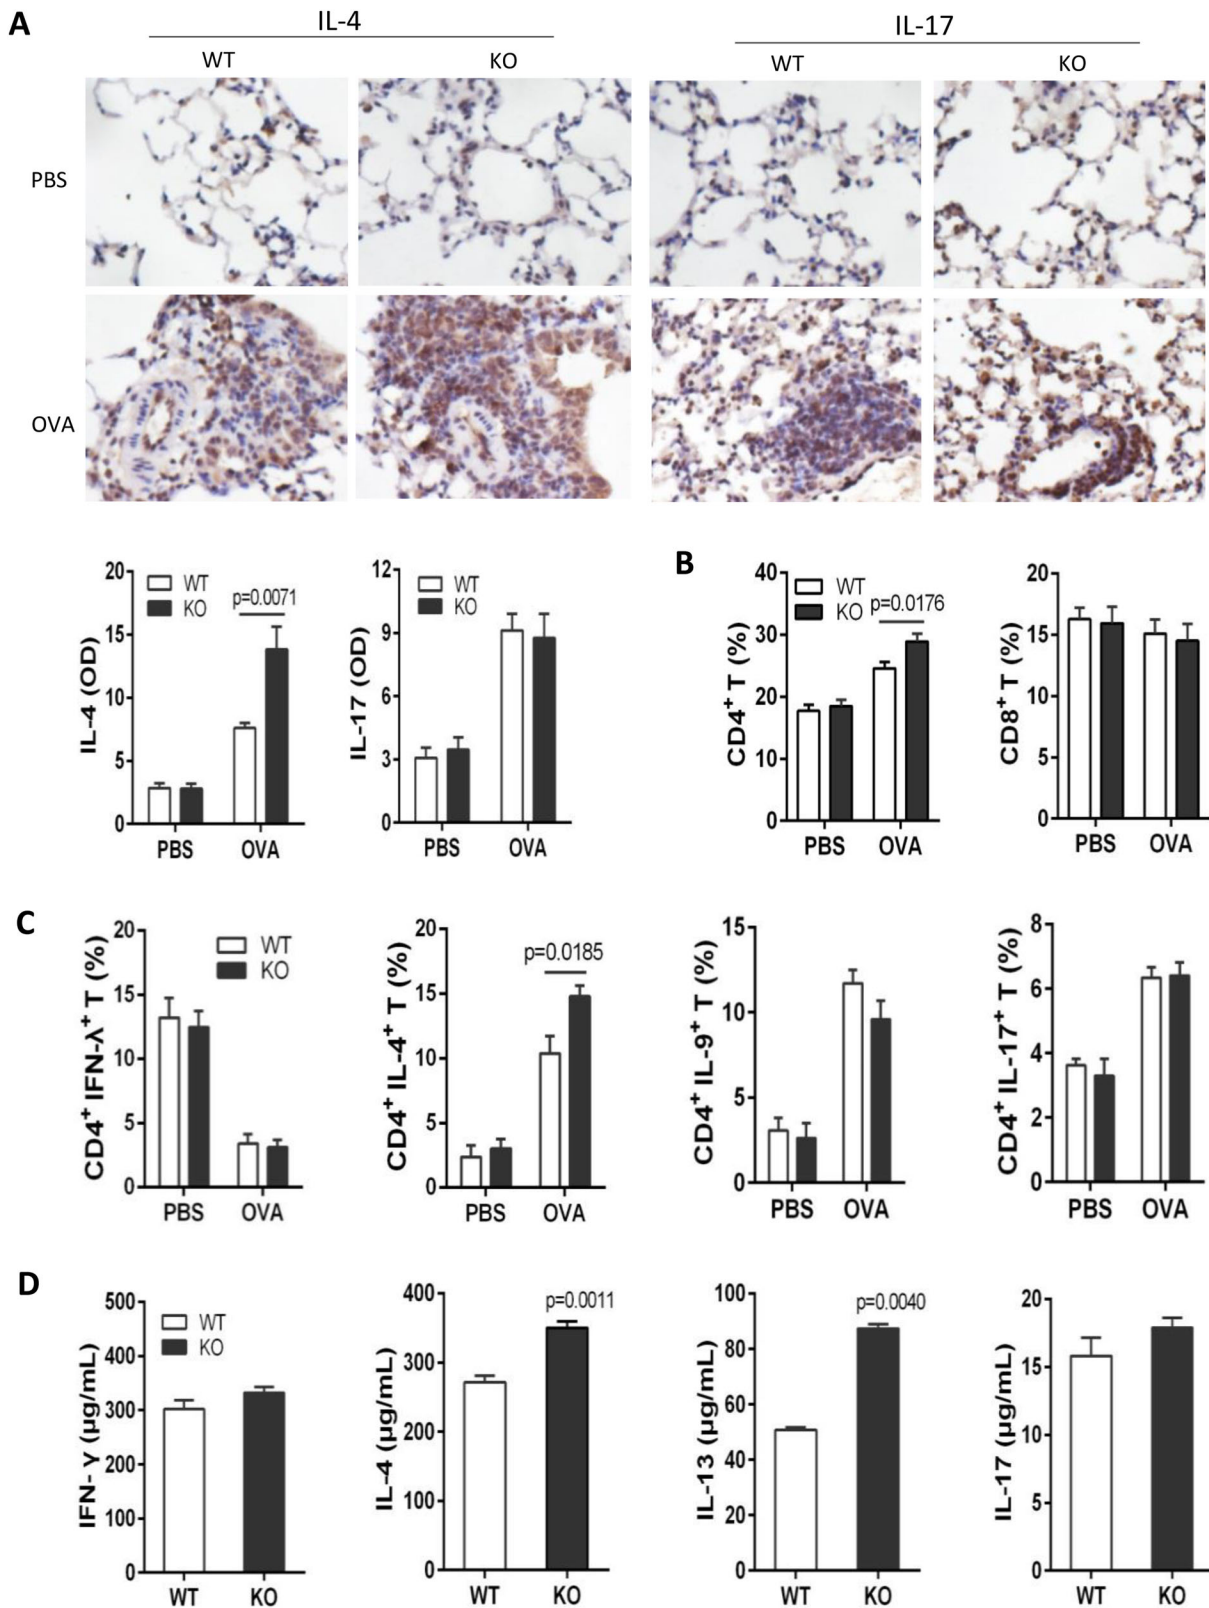 A
IL-4
IL-17
WT
KO
WT
KO
PBS
OVA
B
20
15
10
5
0
IL-4 (OD)
WT
KO
p=0.0071
PBS
OVA
12
9
6
3
0
IL-17 (OD)
WT
KO
PBS
OVA
40
30
20
10
0
CD4+ T (%)
WT
KO
p=0.0176
PBS
OVA
20
15
10
5
0
CD8+ T (%)
PBS
OVA
C
20
15
10
5
0
CD4+ IFN-λ+ T (%)
WT
KO
PBS
OVA
20
15
10
5
0
CD4+ IL-4+ T (%)
p=0.0185
PBS
OVA
15
10
5
0
CD4+ IL-9+ T (%)
PBS
OVA
8
6
4
2
0
CD4+ IL-17+ T (%)
PBS
OVA
D
500
400
300
200
100
0
IFN- γ (µg/mL)
WT
KO
WT
KO
400
300
200
100
0
IL-4 (µg/mL)
p=0.0011
WT
KO
100
80
60
40
20
0
IL-13 (µg/mL)
p=0.0040
WT
KO
20
15
10
5
0
IL-17 (µg/mL)
WT
KO